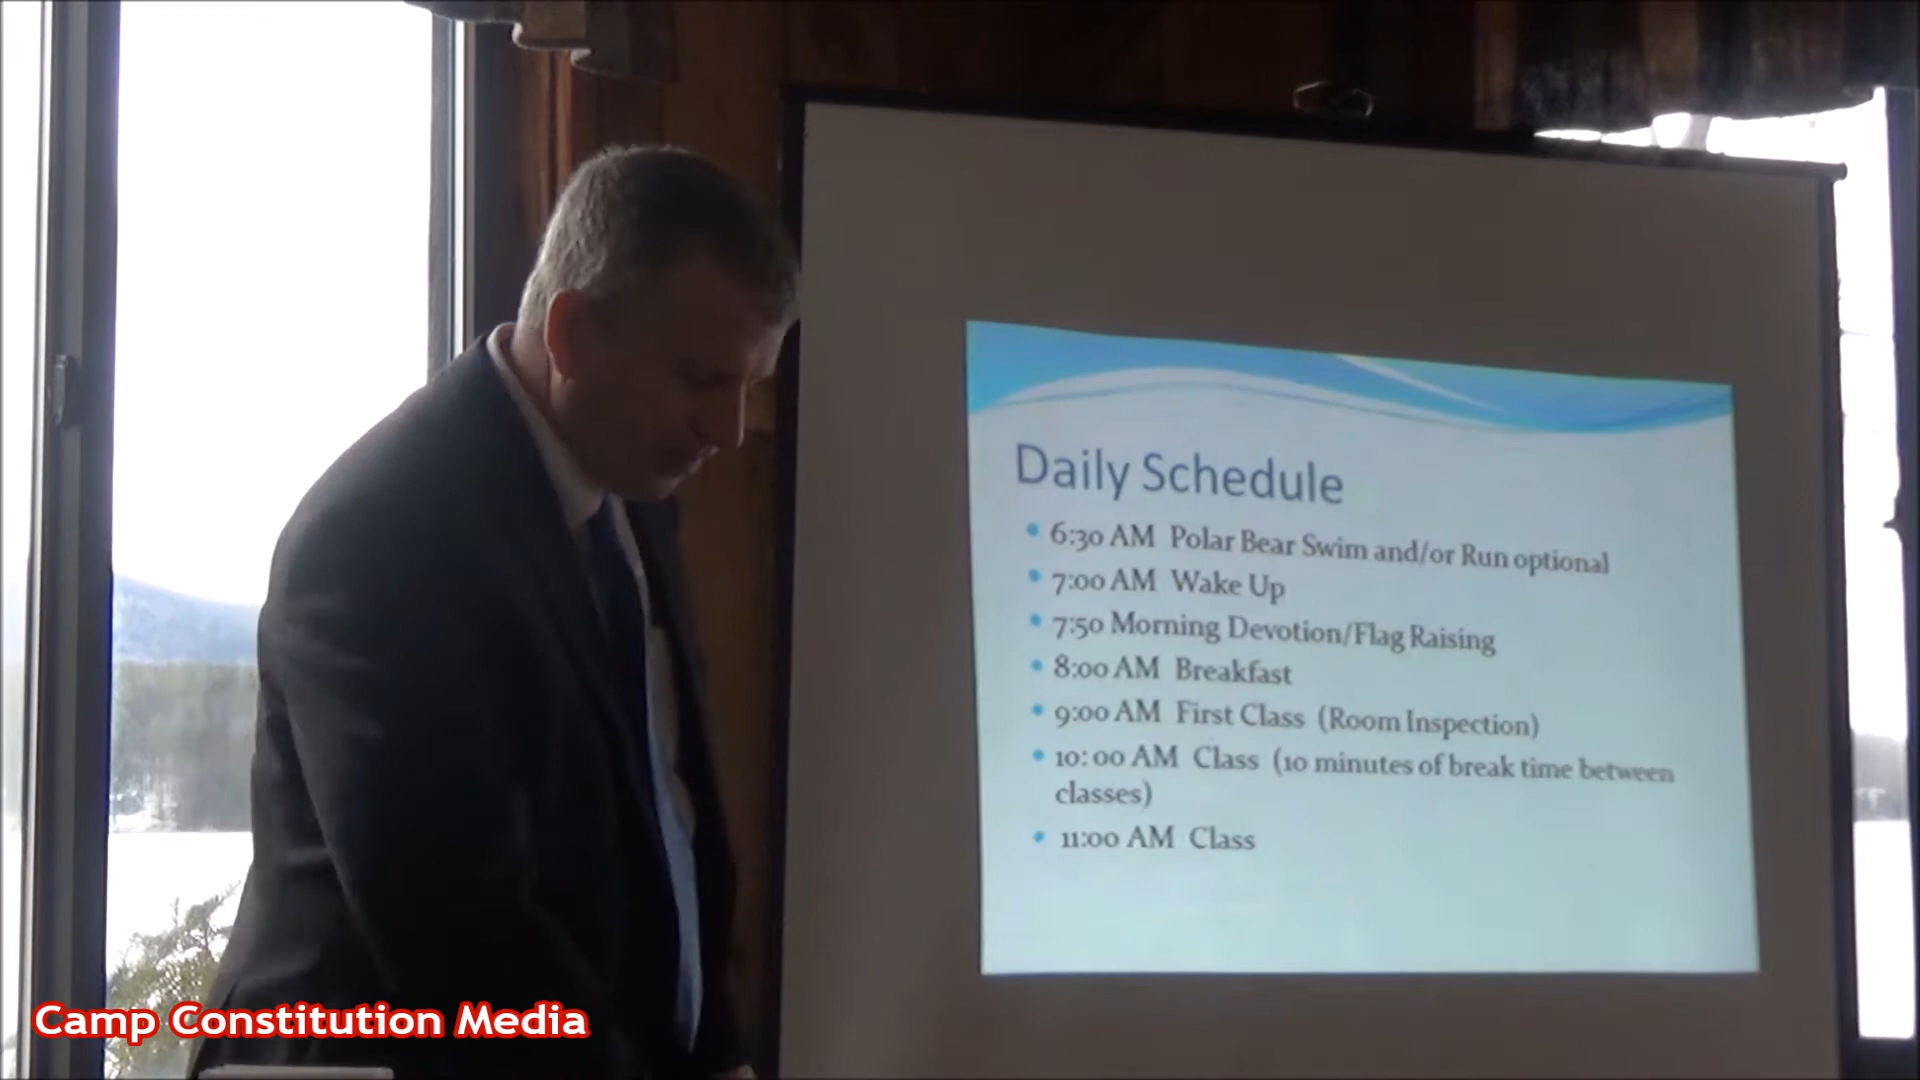 Daily Schedule
• 6:30 AM Polar Bear Swim and/or Run optional
• 7:00 AM Wake Up
• 7:50 Morning Devotion/Flag Raising
• 8:00 AM Breakfast
• 9:00 AM First Class (Room Inspection)
• 10: 00 AM Class (10 minutes of break time between
classes)
• 11:00 AM Class
Camp Constitution Media